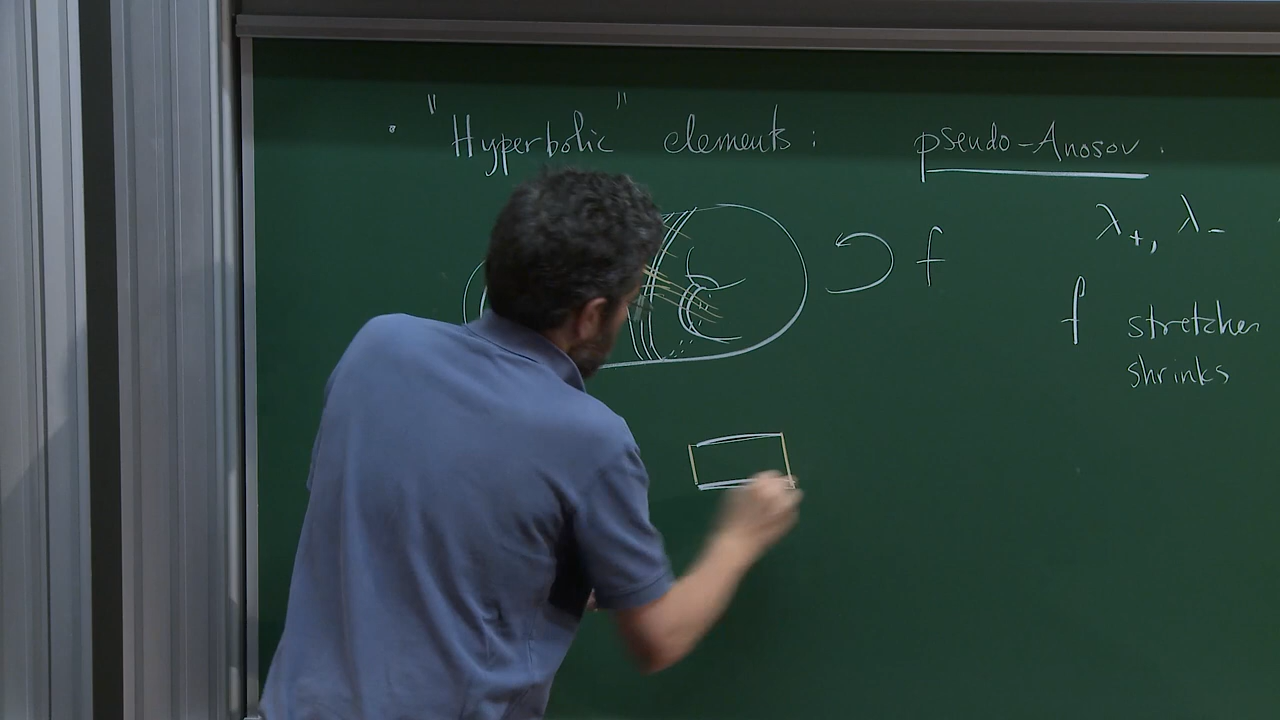 • "Hyperbolic" elements : pseudo-Anosov.
λ₊, λ₋
f
f stretches
shrinks